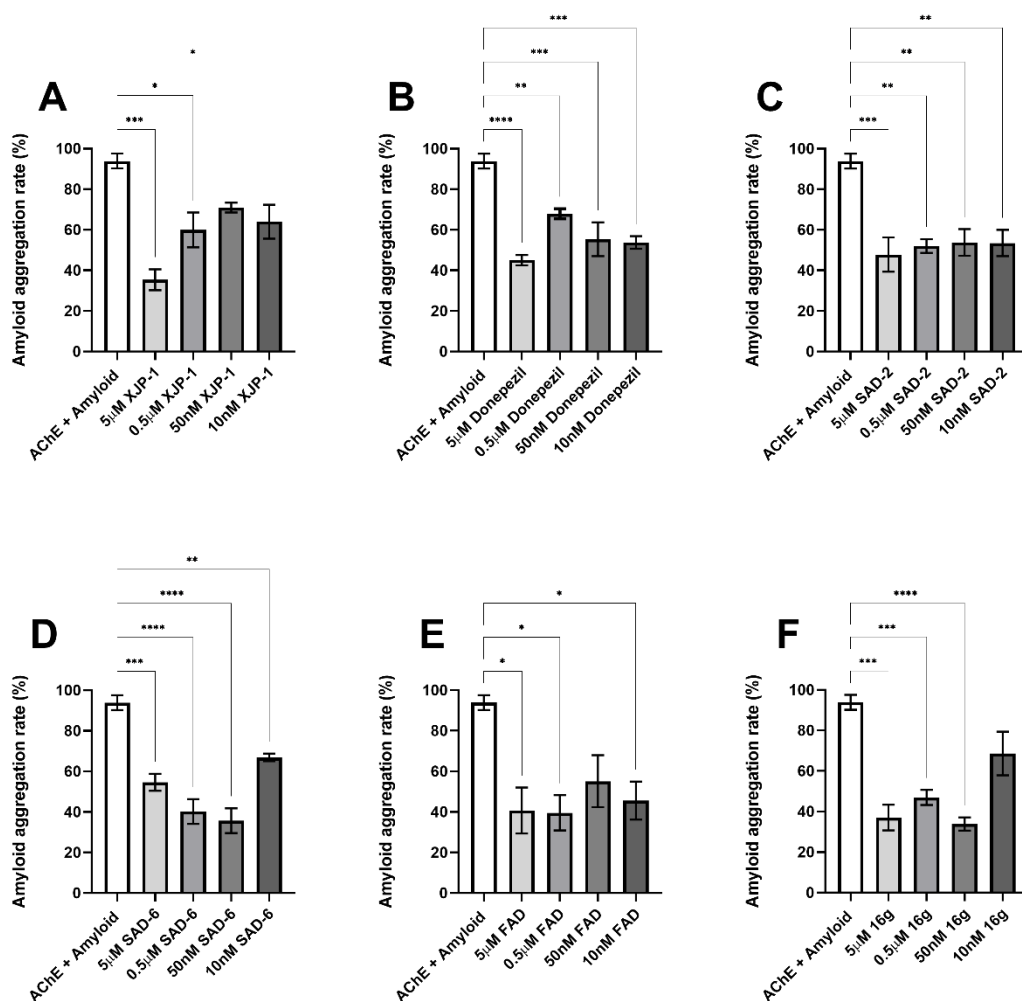 A
*
*
***
Amyloid aggregation rate (%)
100
80
60
40
20
0
AChE + Amyloid
5μM XJP-1
0.5μM XJP-1
50nM XJP-1
10nM XJP-1
B
***
***
**
****
Amyloid aggregation rate (%)
100
80
60
40
20
0
AChE + Amyloid
5μM Donepezil
0.5μM Donepezil
50nM Donepezil
10nM Donepezil
C
**
**
**
***
Amyloid aggregation rate (%)
100
80
60
40
20
0
AChE + Amyloid
5μM SAD-2
0.5μM SAD-2
50nM SAD-2
10nM SAD-2
D
**
****
****
***
Amyloid aggregation rate (%)
100
80
60
40
20
0
AChE + Amyloid
5μM SAD-6
0.5μM SAD-6
50nM SAD-6
10nM SAD-6
E
*
*
*
Amyloid aggregation rate (%)
100
80
60
40
20
0
AChE + Amyloid
5μM FAD
0.5μM FAD
50nM FAD
10nM FAD
F
****
***
***
Amyloid aggregation rate (%)
100
80
60
40
20
0
AChE + Amyloid
5μM 16g
0.5μM 16g
50nM 16g
10nM 16g